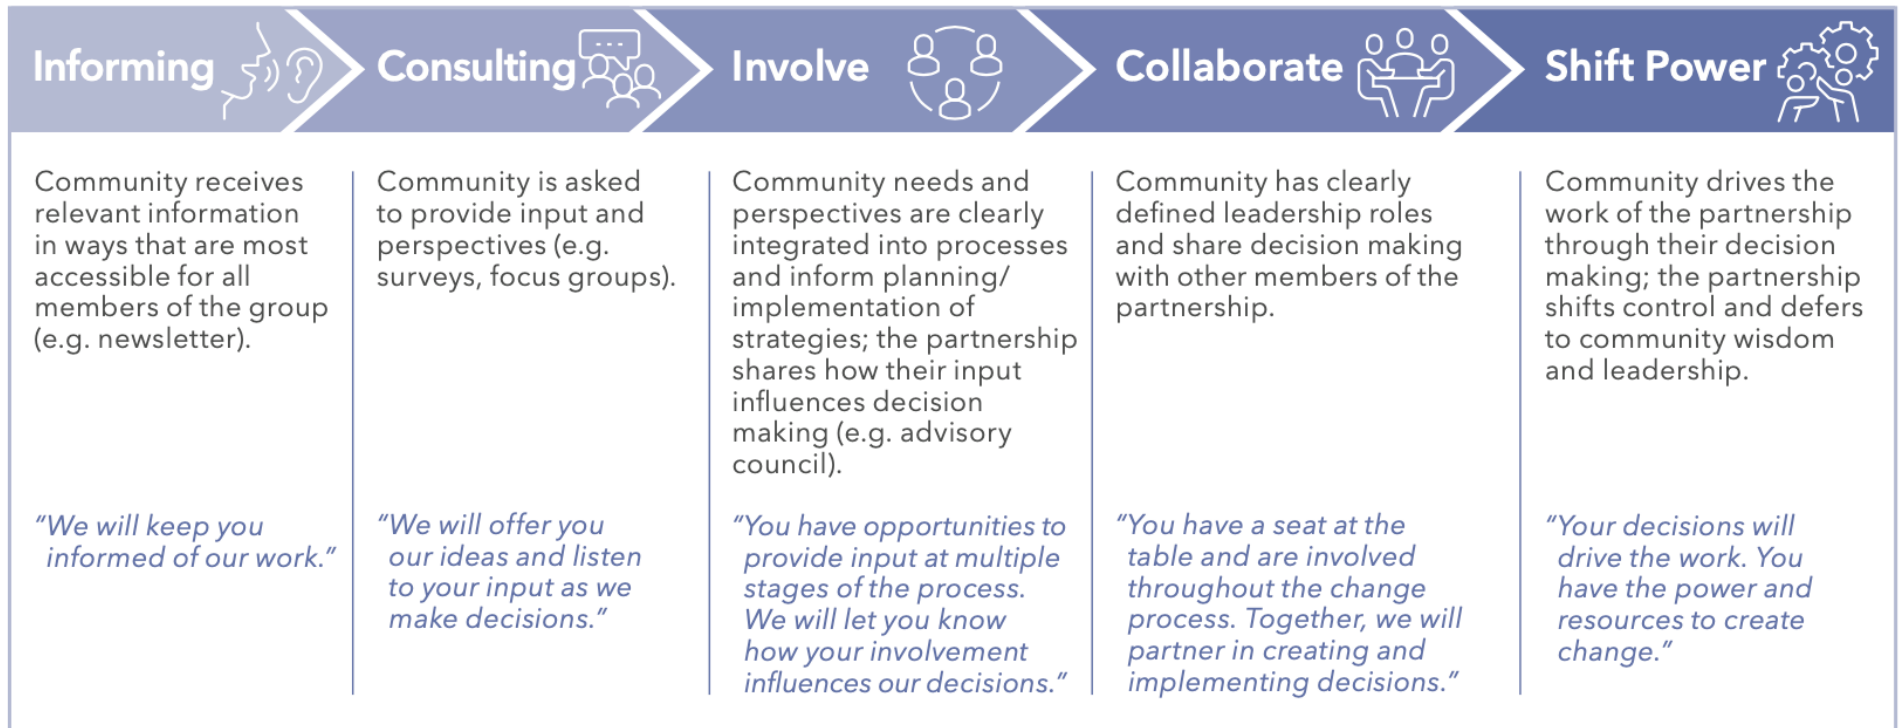 Informing
Community receives
relevant information
in ways that are most
accessible for all
members of the group
(e.g. newsletter).
“We will keep you
informed of our work.”
Consulting
Community is asked
to provide input and
perspectives (e.g.
surveys, focus groups).
“We will offer you
our ideas and listen
to your input as we
make decisions.”
Involve
Community needs and
perspectives are clearly
integrated into processes
and inform planning/
implementation of
strategies; the partnership
shares how their input
influences decision
making (e.g. advisory
council).
“You have opportunities to
provide input at multiple
stages of the process.
We will let you know
how your involvement
influences our decisions.”
Collaborate
Community has clearly
defined leadership roles
and share decision making
with other members of the
partnership.
“You have a seat at the
table and are involved
throughout the change
process. Together, we will
partner in creating and
implementing decisions.”
Shift Power
Community drives the
work of the partnership
through their decision
making; the partnership
shifts control and defers
to community wisdom
and leadership.
“Your decisions will
drive the work. You
have the power and
resources to create
change.”